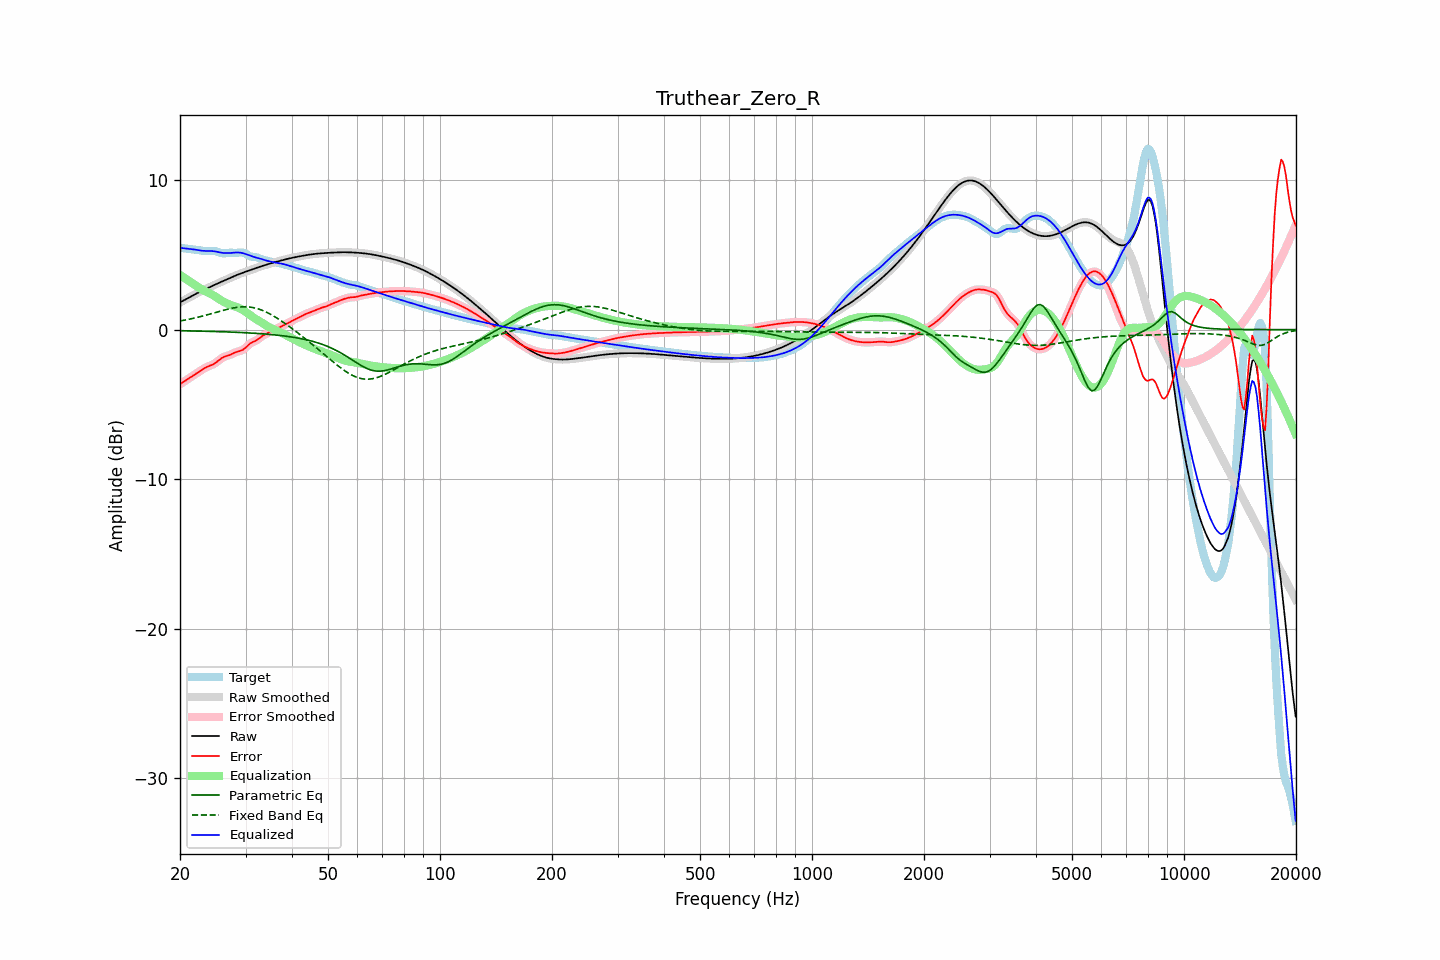 Truthear_Zero_R
10
0
−10
−20
−30
Amplitude (dBr)
Target
Raw Smoothed
Error Smoothed
Raw
Error
Equalization
Parametric Eq
Fixed Band Eq
Equalized
20 50 100 200 500 1000 2000 5000 10000 20000
Frequency (Hz)